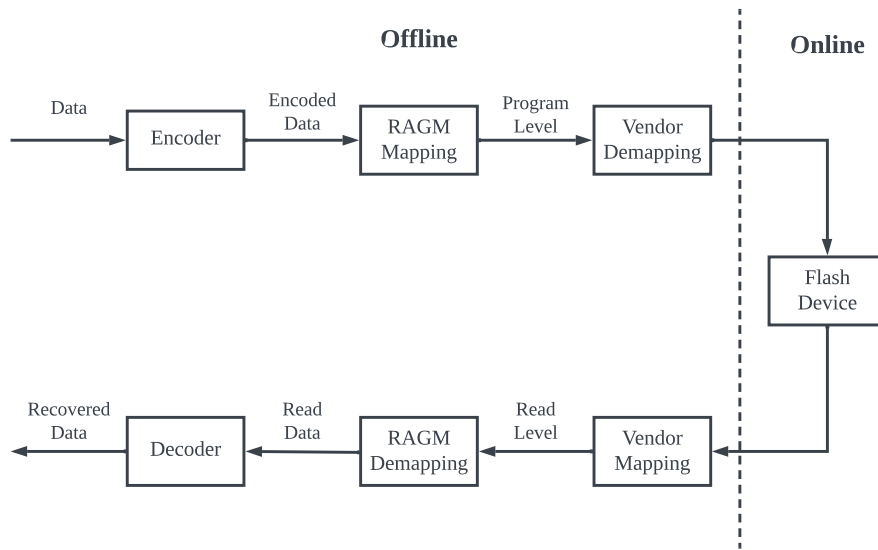 Offline
Online
Data
Encoder
Encoded
Data
RAGM
Mapping
Program
Level
Vendor
Demapping
Flash
Device
Recovered
Data
Decoder
Read
Data
RAGM
Demapping
Read
Level
Vendor
Mapping